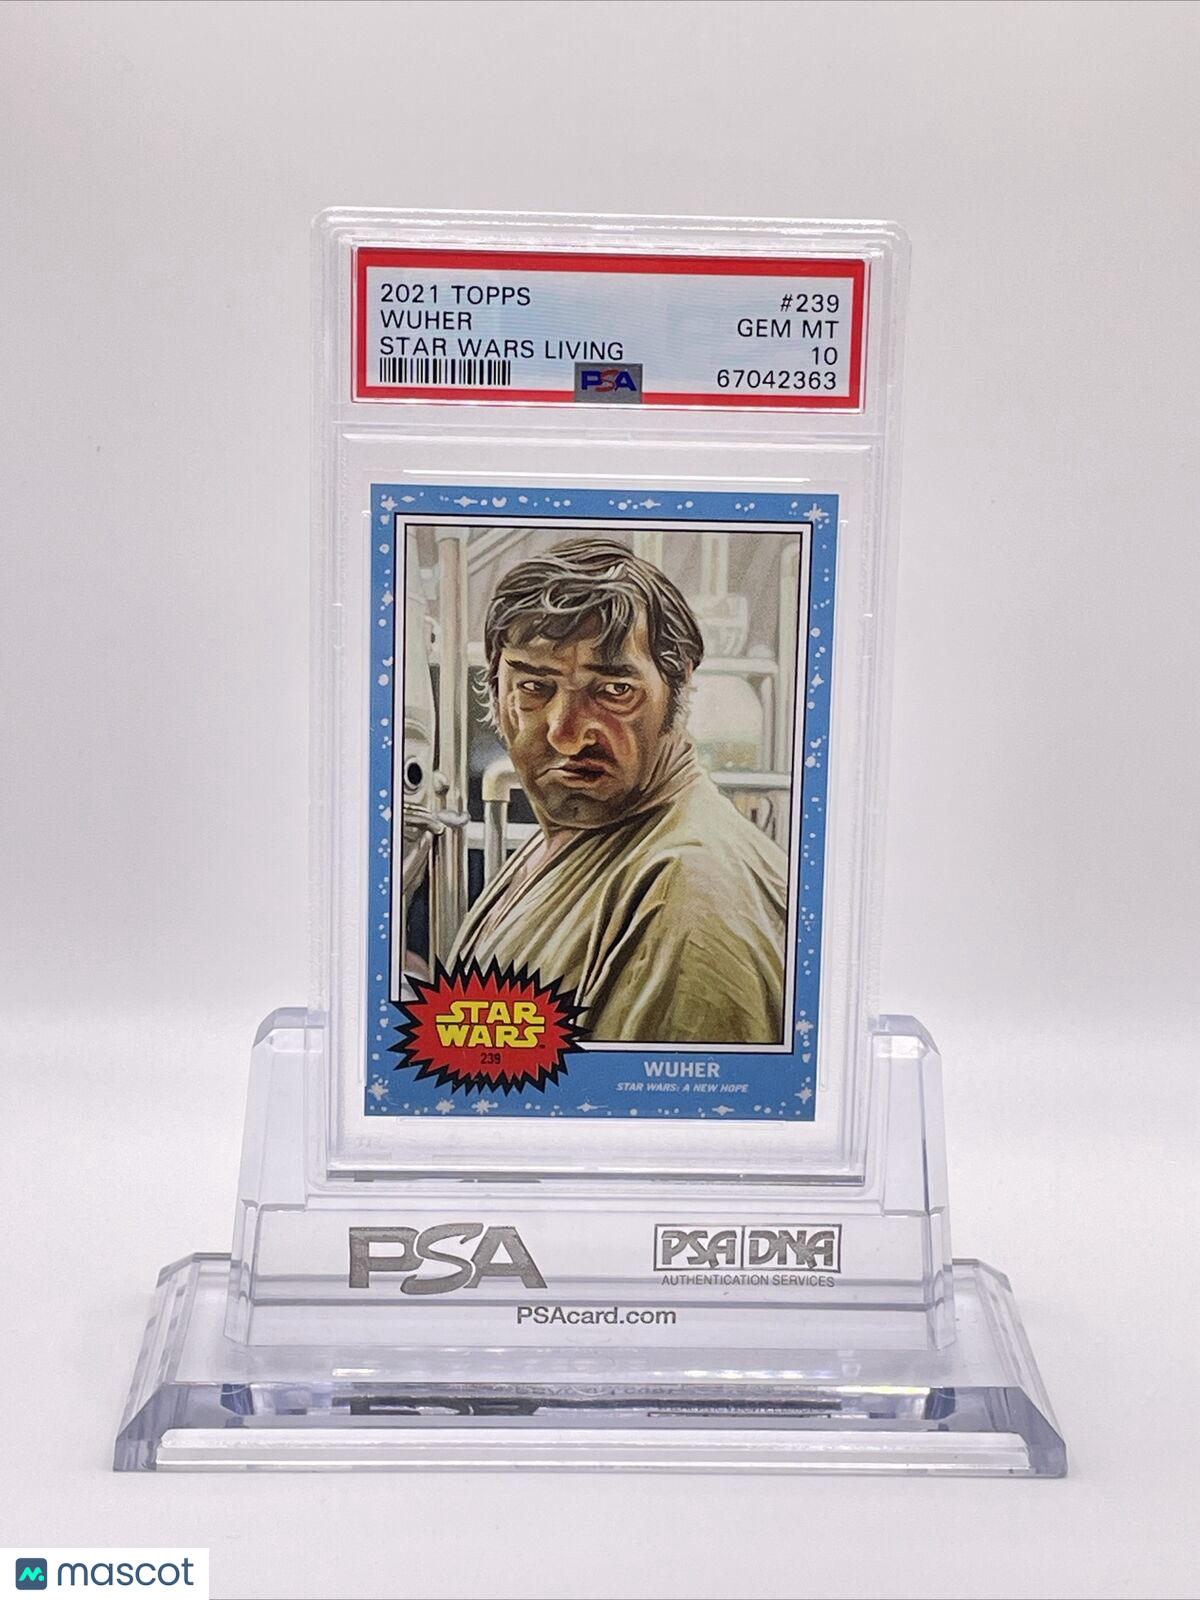 2021 TOPPS #239
WUHER GEM MT
STAR WARS LIVING 10
PSA 67042363
STAR
WARS
239
WUHER
STAR WARS: A NEW HOPE
PSA PSA DNA
AUTHENTICATION SERVICES
PSAcard.com
mascot